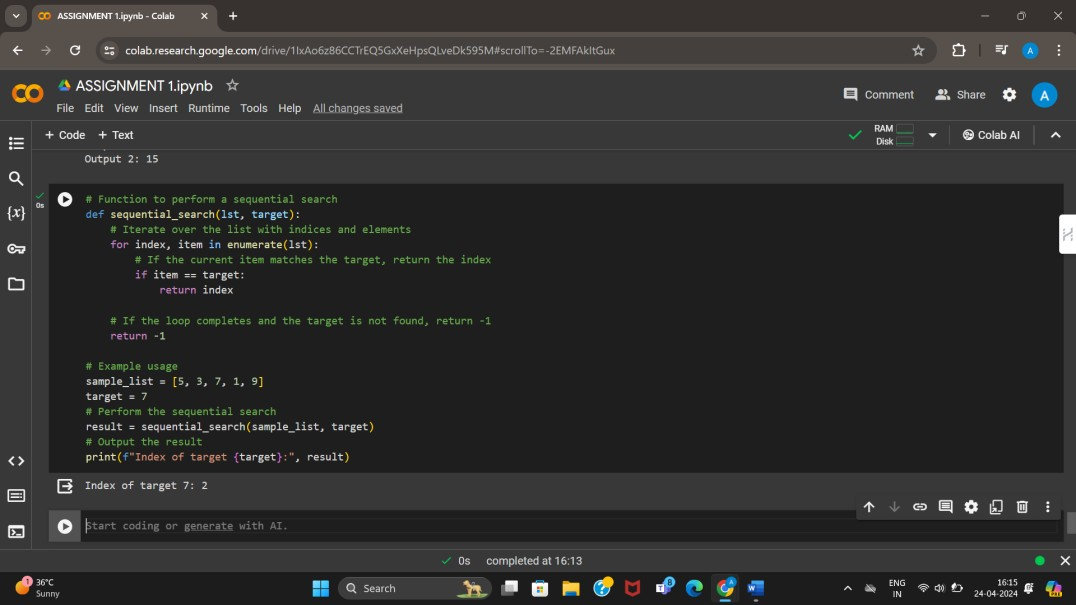 ASSIGNMENT 1.ipynb - Colab
colab.research.google.com/drive/1IxAo6z86CCTrEQ5GxXeHpsQLveDk595M#scrollTo=-2EMFAkItGux
A
CO
ASSIGNMENT 1.ipynb
File Edit View Insert Runtime Tools Help All changes saved
Comment
Share
A
+ Code + Text
RAM
Disk
Colab AI
Output 2: 15
0s
{x}
# Function to perform a sequential search
def sequential_search(lst, target):
    # Iterate over the list with indices and elements
    for index, item in enumerate(lst):
        # If the current item matches the target, return the index
        if item == target:
            return index
    # If the loop completes and the target is not found, return -1
    return -1
# Example usage
sample_list = [5, 3, 7, 1, 9]
target = 7
# Perform the sequential search
result = sequential_search(sample_list, target)
# Output the result
print(f"Index of target {target}:", result)
Index of target 7: 2
Start coding or generate with AI.
0s completed at 16:13
1
36°C
Sunny
Search
ENG
IN
16:15
24-04-2024